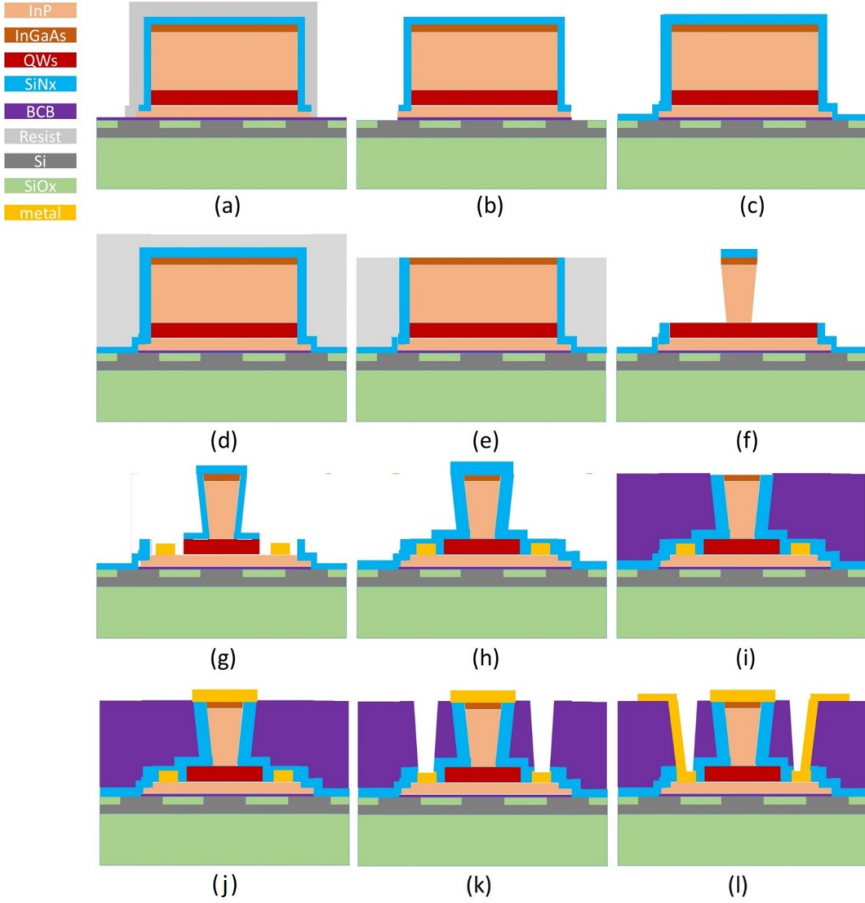 InP
InGaAs
QWs
SiNx
BCB
Resist
Si
SiOx
metal
(a)
(b)
(c)
(d)
(e)
(f)
(g)
(h)
(i)
(j)
(k)
(l)